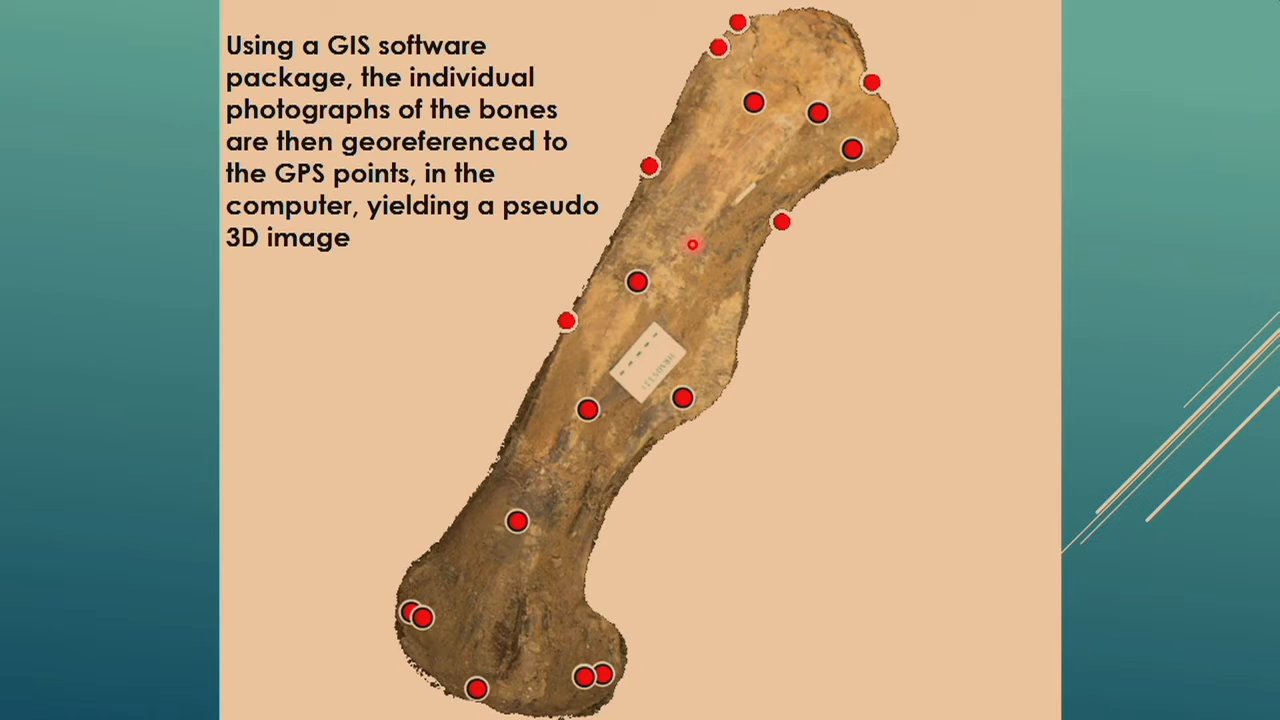 Using a GIS software
package, the individual
photographs of the bones
are then georeferenced to
the GPS points, in the
computer, yielding a pseudo
3D image